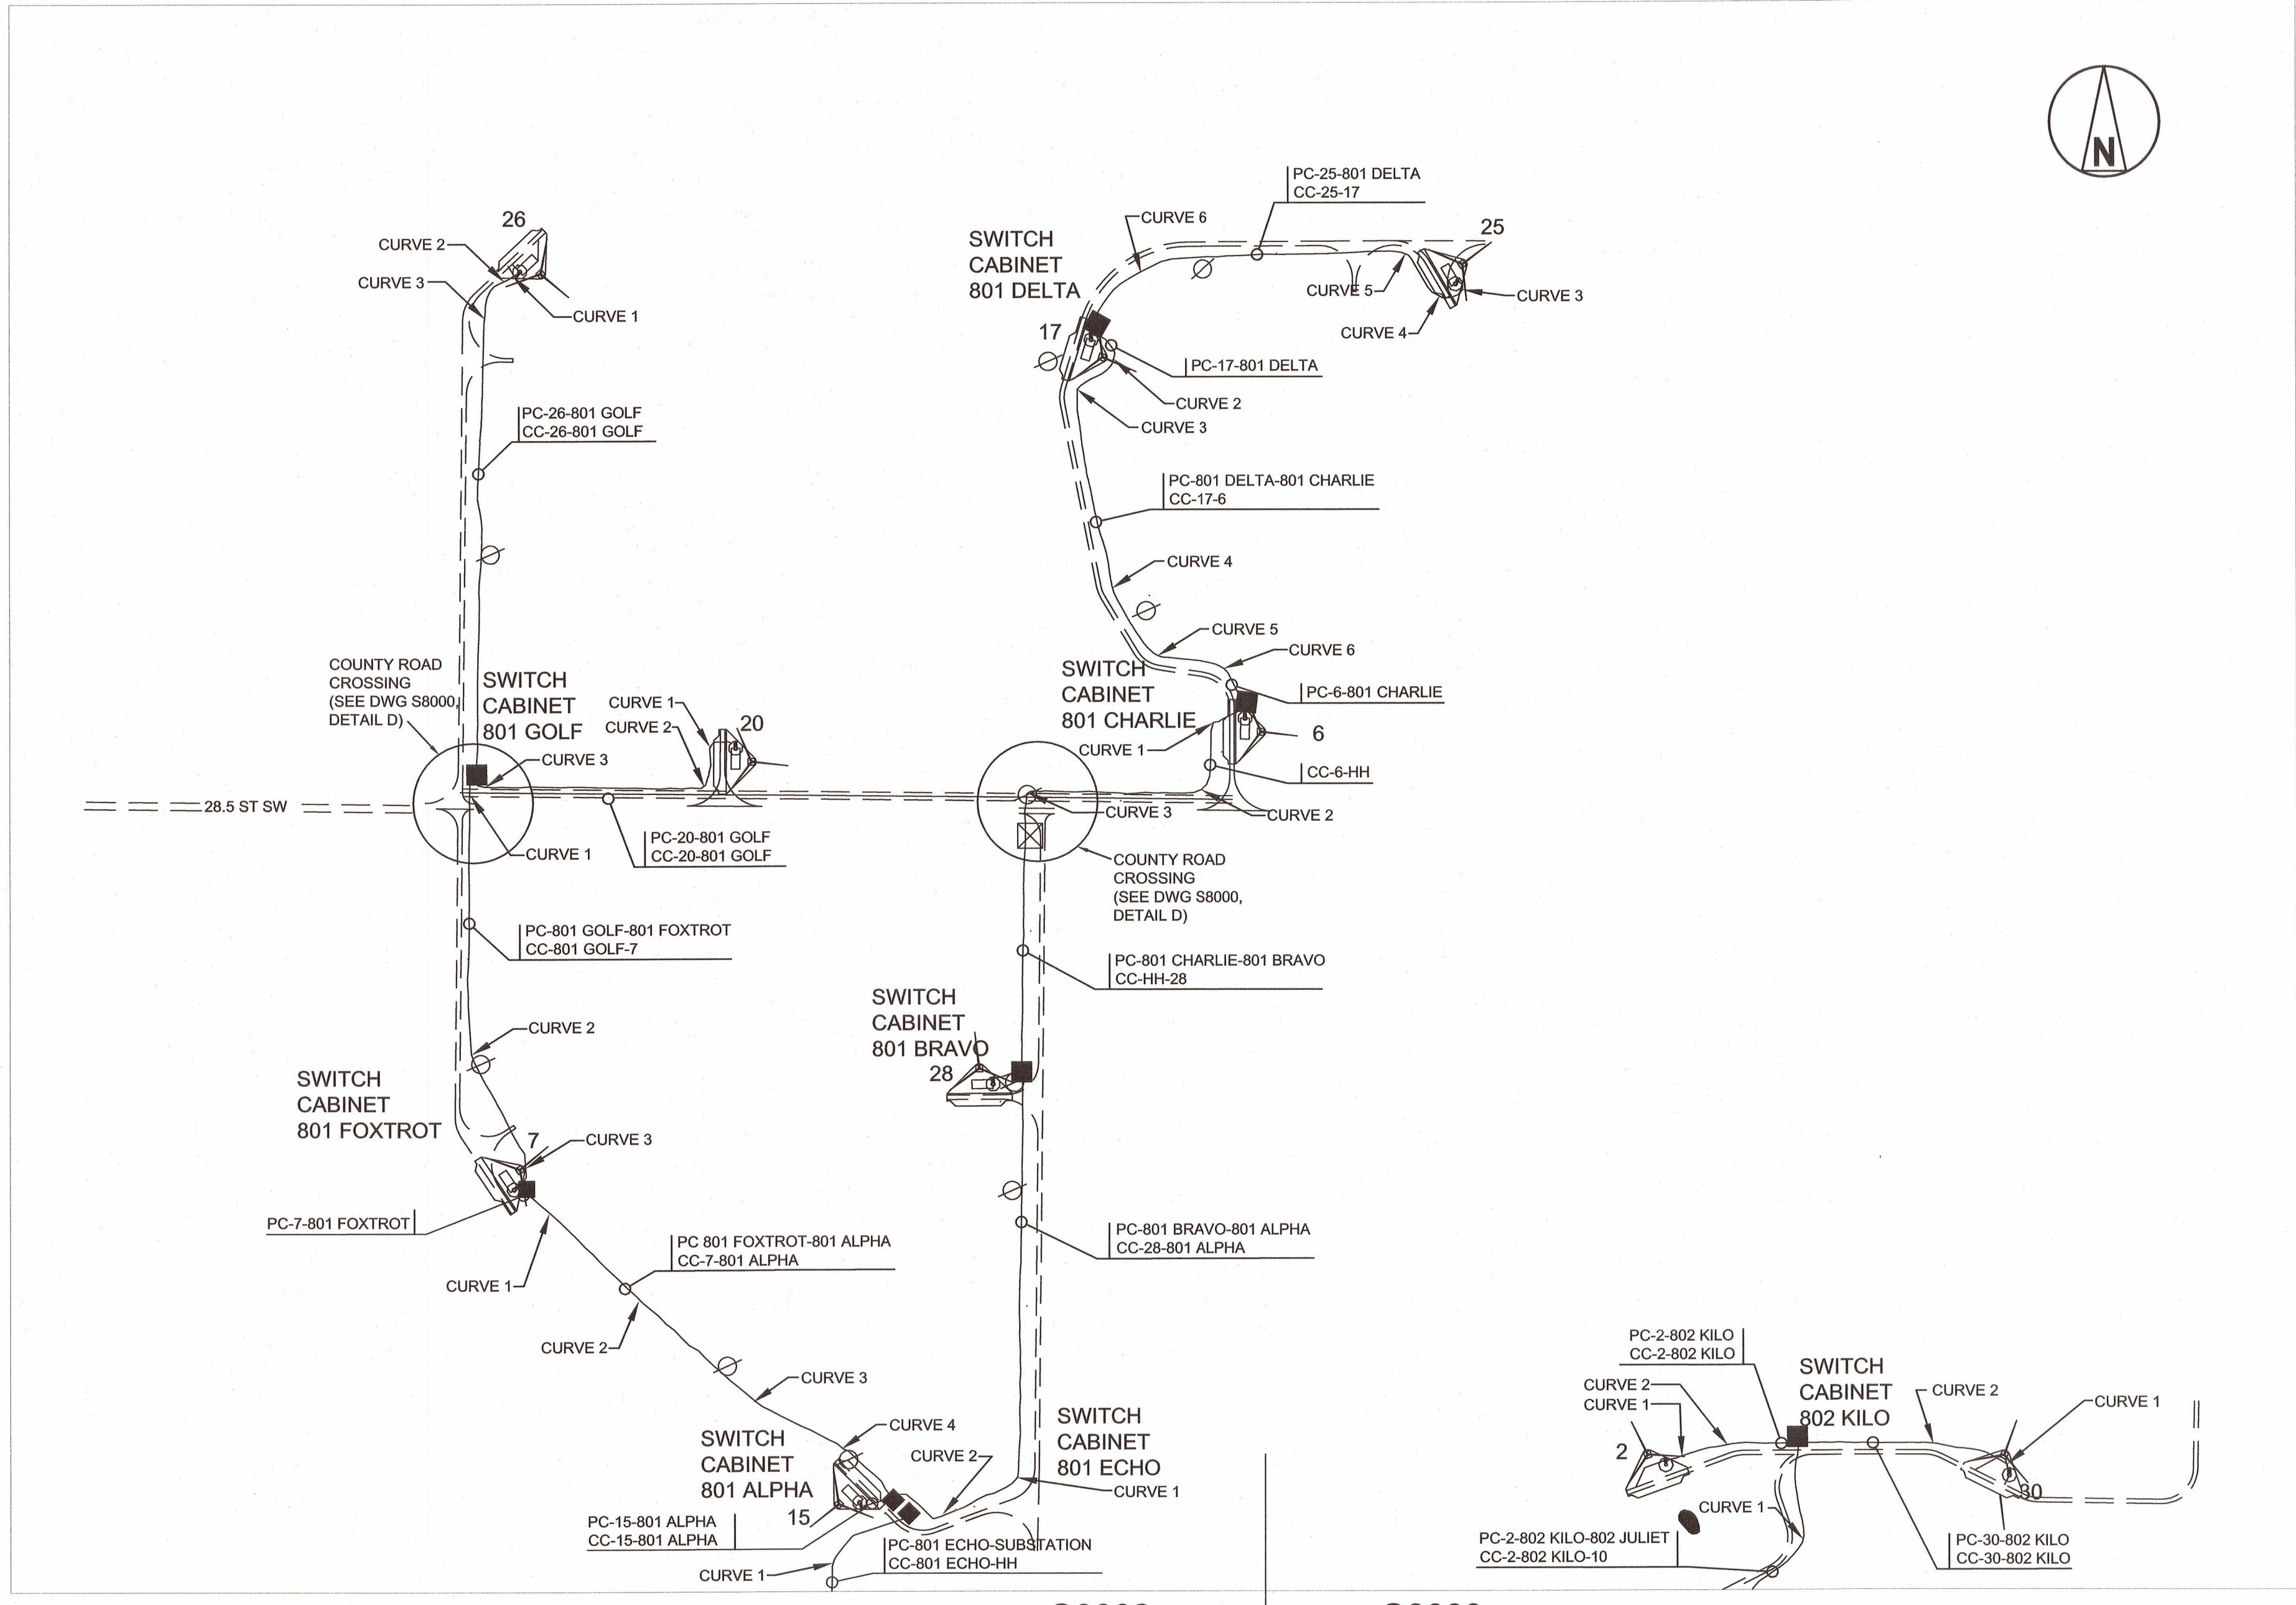 N
PC-25-801 DELTA
CC-25-17
CURVE 6
26
CURVE 2
CURVE 3
CURVE 1
SWITCH
CABINET
801 DELTA
25
CURVE 5
CURVE 3
CURVE 4
17
PC-17-801 DELTA
CURVE 2
CURVE 3
PC-26-801 GOLF
CC-26-801 GOLF
PC-801 DELTA-801 CHARLIE
CC-17-6
CURVE 4
CURVE 5
CURVE 6
COUNTY ROAD
CROSSING
(SEE DWG S8000,
DETAIL D)
SWITCH
CABINET
801 GOLF
CURVE 1
CURVE 2
20
CURVE 3
SWITCH
CABINET
801 CHARLIE
PC-6-801 CHARLIE
6
CURVE 1
CC-6-HH
28.5 ST SW
CURVE 3
CURVE 2
CURVE 1
PC-20-801 GOLF
CC-20-801 GOLF
COUNTY ROAD
CROSSING
(SEE DWG S8000,
DETAIL D)
PC-801 GOLF-801 FOXTROT
CC-801 GOLF-7
PC-801 CHARLIE-801 BRAVO
CC-HH-28
CURVE 2
SWITCH
CABINET
801 BRAVO
28
SWITCH
CABINET
801 FOXTROT
7
CURVE 3
PC-7-801 FOXTROT
PC 801 FOXTROT-801 ALPHA
CC-7-801 ALPHA
PC-801 BRAVO-801 ALPHA
CC-28-801 ALPHA
CURVE 1
CURVE 2
CURVE 3
CURVE 4
SWITCH
CABINET
801 ALPHA
15
CURVE 2
SWITCH
CABINET
801 ECHO
CURVE 1
PC-15-801 ALPHA
CC-15-801 ALPHA
PC-801 ECHO-SUBSTATION
CC-801 ECHO-HH
CURVE 1
PC-2-802 KILO
CC-2-802 KILO
SWITCH
CABINET
802 KILO
CURVE 2
CURVE 1
CURVE 2
CURVE 1
2
30
CURVE 1
PC-2-802 KILO-802 JULIET
CC-2-802 KILO-10
PC-30-802 KILO
CC-30-802 KILO